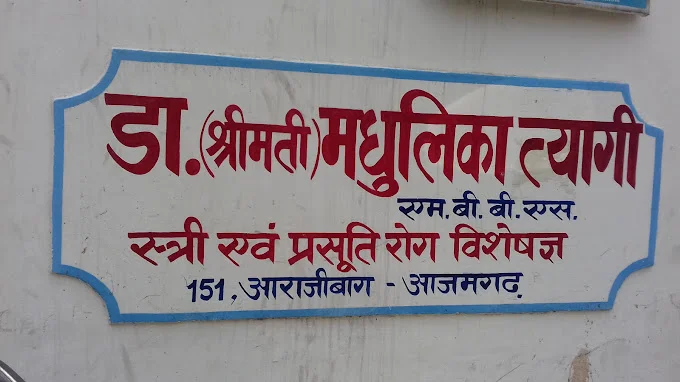 डा.(श्रीमती)मधुलिका त्यागी
एम.बी.बी.एस.
स्त्री एवं प्रसूति रोग विशेषज्ञ
151, आराजीबाग - आजमगढ़